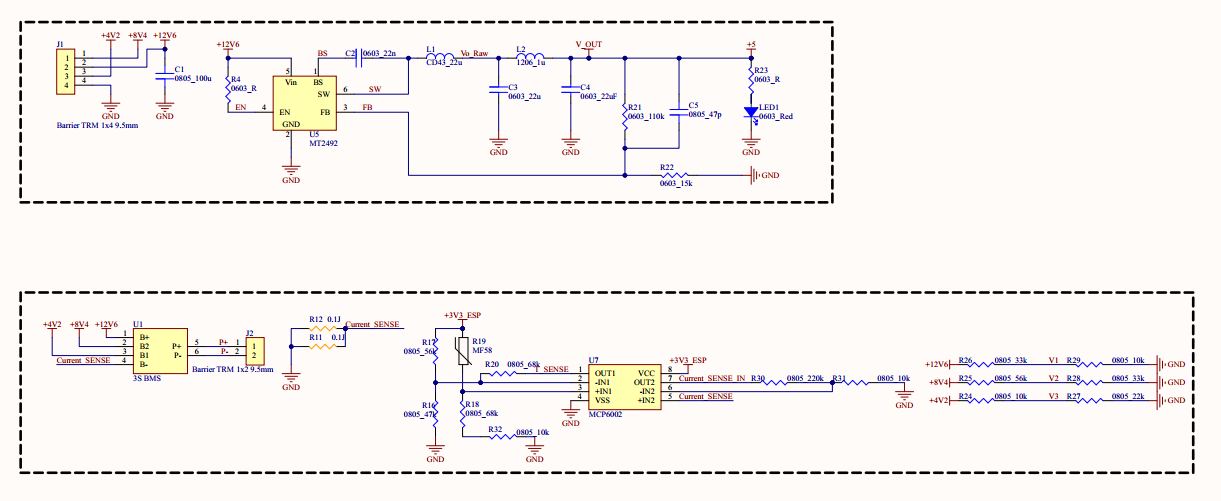 J1
1
2
3
4
+4V2
+8V4
+12V6
C1
0805_100u
GND
GND
Barrier TRM 1x4 9.5mm
+12V6
R4
0603_R
EN
4
5
Vin
EN
GND
2
BS
1
BS
SW
FB
6
3
SW
FB
U5
MT2492
GND
C2
0603_22n
L1
CD43_22u
Vo_Raw
L2
1206_1u
V_OUT
C3
0603_22u
GND
C4
0603_22uF
GND
R21
0603_110k
C5
0805_47p
+5
R23
0603_R
LED1
0603_Red
GND
R22
0603_15k
GND
+4V2
+8V4
+12V6
Current_SENSE
U1
1
2
3
4
B+
B2
B1
B-
P+
P-
5
6
P+
P-
3S BMS
J2
1
2
1
2
Barrier TRM 1x2 9.5mm
R12
0.1J
R11
0.1J
Current_SENSE
GND
+3V3_ESP
R17
0805_56k
R19
MF58
R20
0805_68k
I_SENSE
R16
0805_47k
R18
0805_68k
R32
0805_10k
GND
GND
U7
1
2
3
4
OUT1
-IN1
+IN1
VSS
VCC
OUT2
-IN2
+IN2
8
7
6
5
MCP6002
GND
+3V3_ESP
Current_SENSE_IN
R30
0805_220k
R31
0805_10k
Current_SENSE
GND
+12V6
R26
0805_33k
V1
R29
0805_10k
GND
+8V4
R25
0805_56k
V2
R28
0805_33k
GND
+4V2
R24
0805_10k
V3
R27
0805_22k
GND